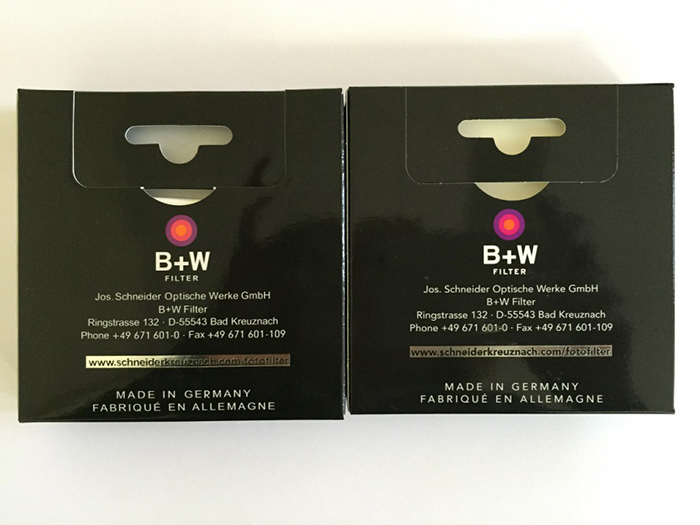 B+W
FILTER
Jos. Schneider Optische Werke GmbH
B+W Filter
Ringstrasse 132 · D-55543 Bad Kreuznach
Phone +49 671 601-0 · Fax +49 671 601-109
www.schneiderkreuznach.com/fotofilter
MADE IN GERMANY
FABRIQUÉ EN ALLEMAGNE
B+W
FILTER
Jos. Schneider Optische Werke GmbH
B+W Filter
Ringstrasse 132 · D-55543 Bad Kreuznach
Phone +49 671 601-0 · Fax +49 671 601-109
www.schneiderkreuznach.com/fotofilter
MADE IN GERMANY
FABRIQUÉ EN ALLEMAGNE